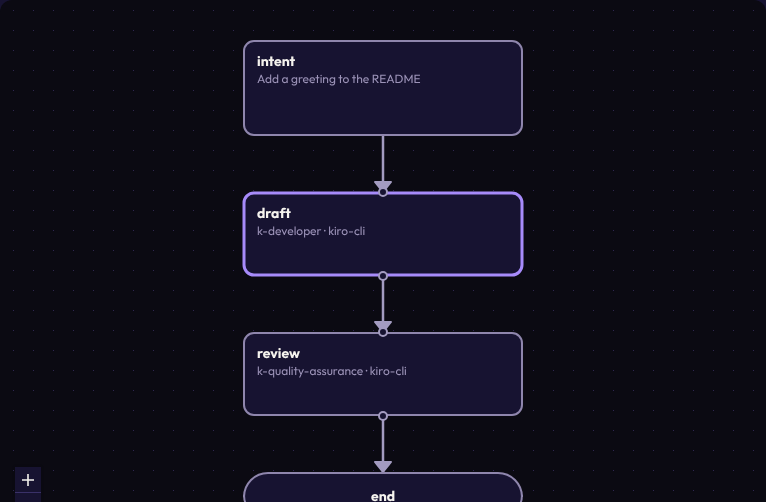 intent
Add a greeting to the README
draft
k-developer · kiro-cli
review
k-quality-assurance · kiro-cli
end